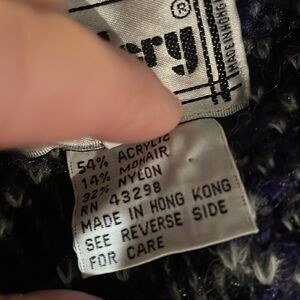 ®
MADE IN HONG KONG
54% ACRYLIC
14% MOHAIR
32% NYLON
RN 43298
MADE IN HONG KONG
SEE REVERSE SIDE
FOR CARE